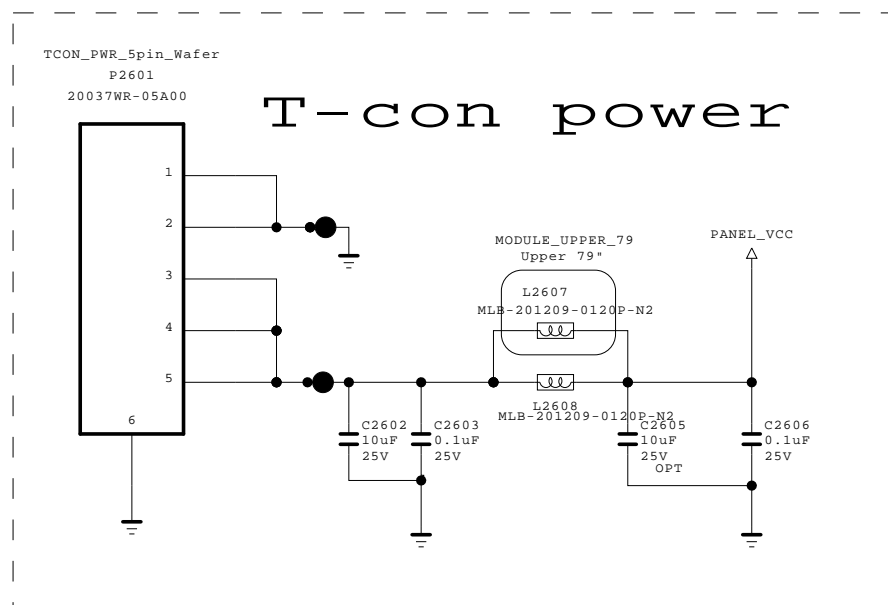 TCON_PWR_5pin_Wafer
P2601
20037WR-05A00
T-con power
1
2
3
4
5
6
MODULE_UPPER_79
Upper 79"
L2607
MLB-201209-0120P-N2
PANEL_VCC
L2608
MLB-201209-0120P-N2
C2602
10uF
25V
C2603
0.1uF
25V
C2605
10uF
25V
OPT
C2606
0.1uF
25V